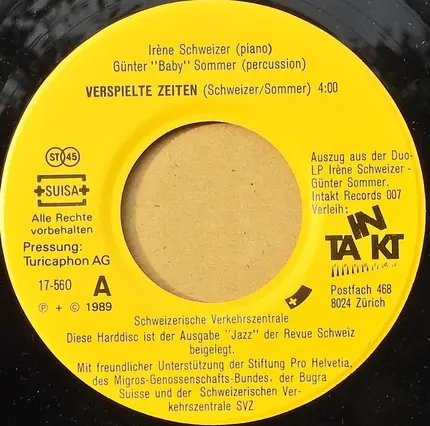 Irène Schweizer (piano)
Günter "Baby" Sommer (percussion)
VERSPIELTE ZEITEN (Schweizer/Sommer) 4:00
ST 45
SUISA
Alle Rechte
vorbehalten
Pressung:
Turicaphon AG
17-560 A
℗ + © 1989
Auszug aus der Duo-
LP Irène Schweizer -
Günter Sommer,
Intakt Records 007
Verleih:
INTAKT
Postfach 468
8024 Zürich
Schweizerische Verkehrszentrale
Diese Harddisc ist der Ausgabe "Jazz" der Revue Schweiz
beigelegt.
Mit freundlicher Unterstützung der Stiftung Pro Helvetia,
des Migros-Genossenschafts-Bundes, der Bugra
Suisse und der Schweizerischen Ver-
kehrszentrale SVZ